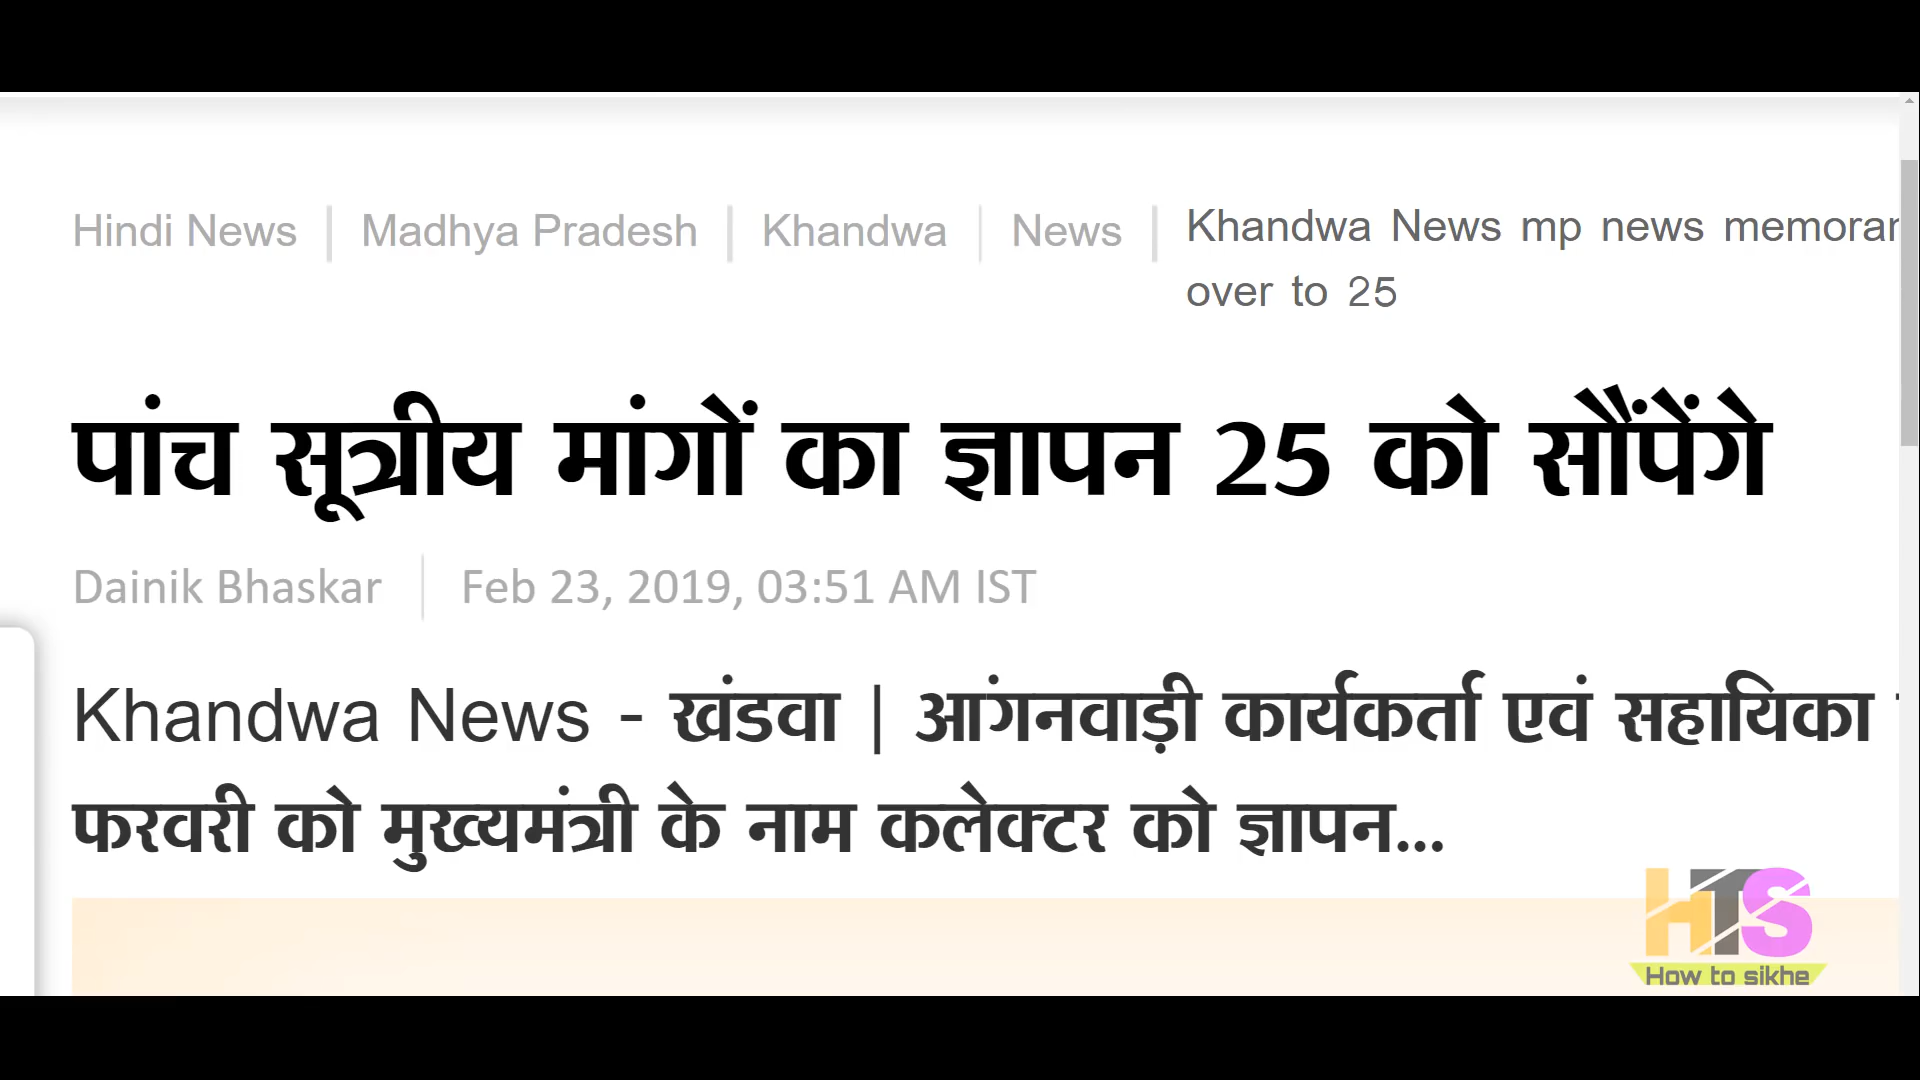 Hindi News | Madhya Pradesh | Khandwa | News | Khandwa News mp news
over to 25
पांच सूत्रीय मांगों का ज्ञापन 25 को सौंपेंगे
Dainik Bhaskar | Feb 23, 2019, 03:51 AM IST
Khandwa News - खंडवा | आंगनवाड़ी कार्यकर्ता एवं सहायिका
फरवरी को मुख्यमंत्री के नाम कलेक्टर को ज्ञापन...
HTS
How to sikhe